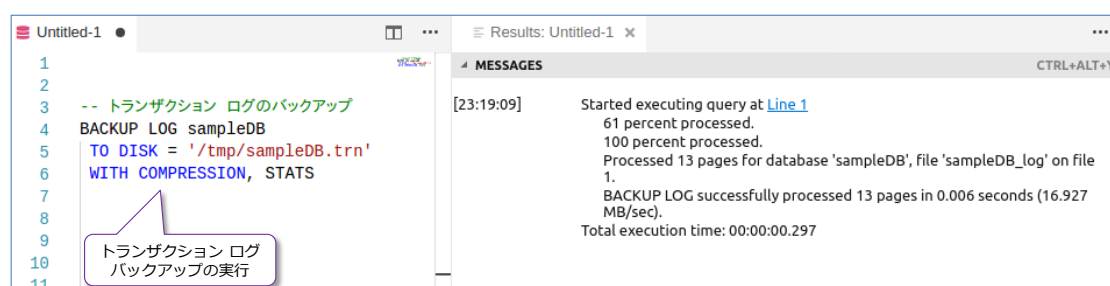 Untitled-1
1
2
3 -- トランザクション ログのバックアップ
4 BACKUP LOG sampleDB
5 TO DISK = '/tmp/sampleDB.trn'
6 WITH COMPRESSION, STATS
7
8
9
10
11
トランザクション ログ
バックアップの実行
Results: Untitled-1
MESSAGES CTRL+ALT+Y
[23:19:09] Started executing query at Line 1
61 percent processed.
100 percent processed.
Processed 13 pages for database 'sampleDB', file 'sampleDB_log' on file
1.
BACKUP LOG successfully processed 13 pages in 0.006 seconds (16.927
MB/sec).
Total execution time: 00:00:00.297